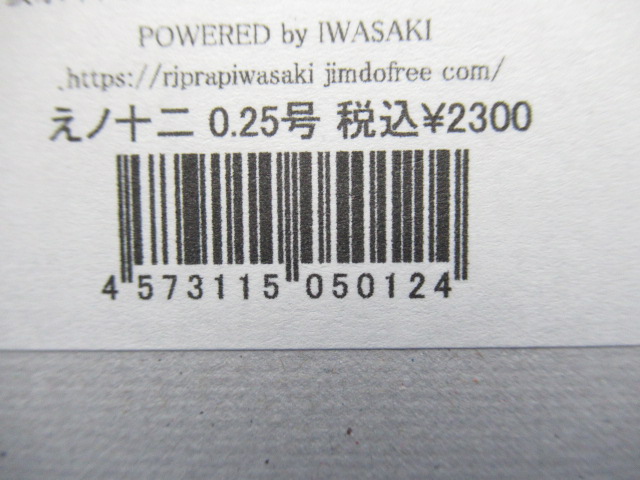 POWERED by IWASAKI
https://riprapiwasaki jimdofree com/
えノ十二 0.25号 税込¥2300
4 573115 050124